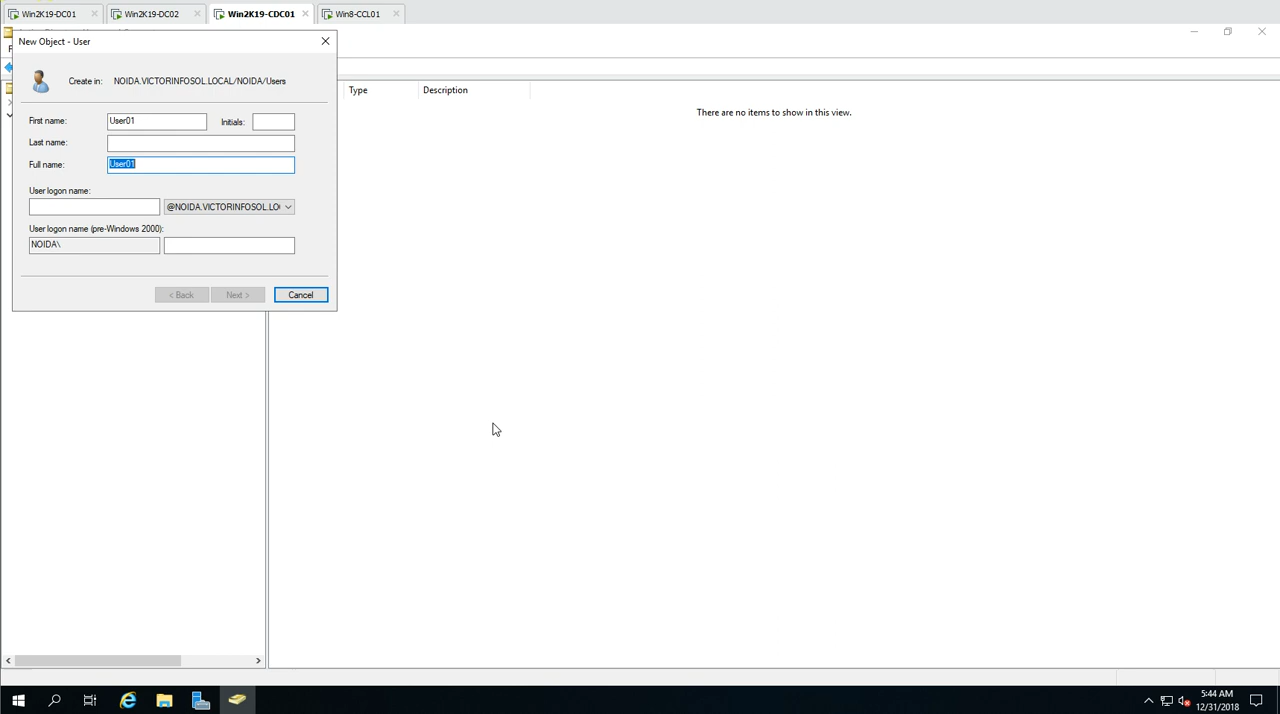 Win2K19-DC01
Win2K19-DC02
Win2K19-CDC01
Win8-CCL01
New Object - User
Create in: NOIDA.VICTORINFOSOL.LOCAL/NOIDA/Users
First name: User01 Initials:
Last name:
Full name: User01
User logon name:
@NOIDA.VICTORINFOSOL.LO
User logon name (pre-Windows 2000):
NOIDA\
< Back Next > Cancel
Type Description
There are no items to show in this view.
5:44 AM
12/31/2018